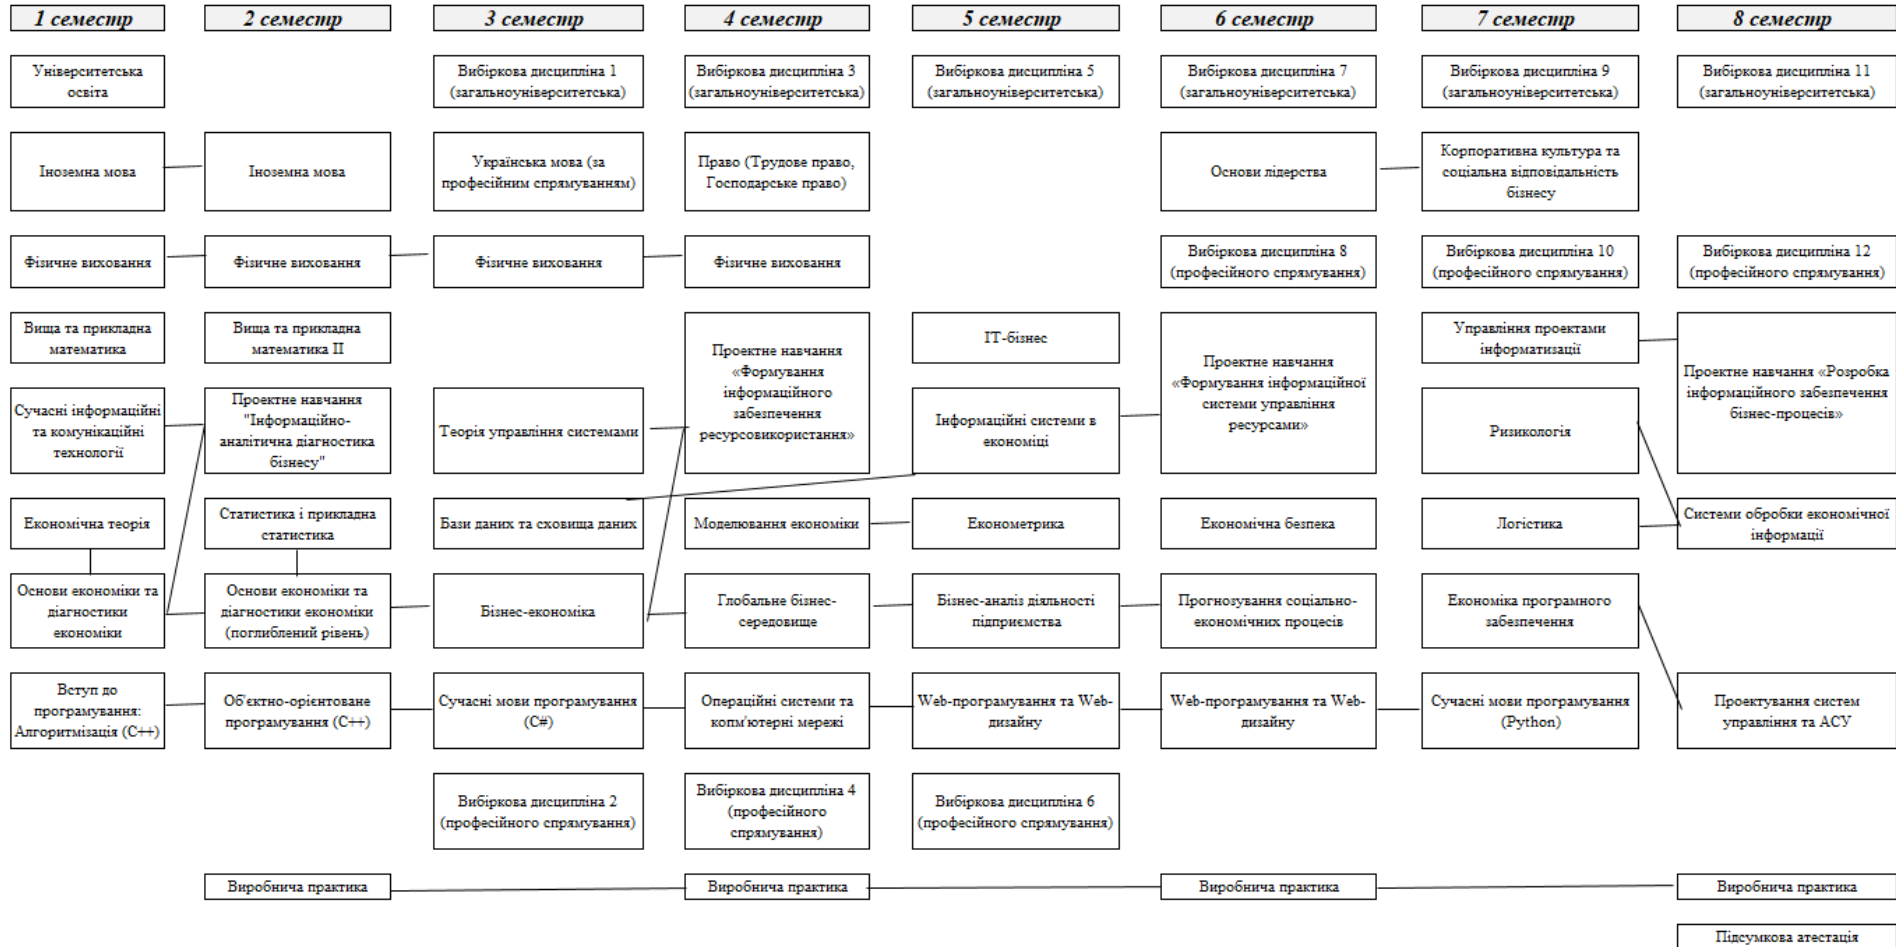 1 семестр
2 семестр
3 семестр
4 семестр
5 семестр
6 семестр
7 семестр
8 семестр
Університетська
освіта
Вибіркова дисципліна 1
(загальноуніверситетська)
Вибіркова дисципліна 3
(загальноуніверситетська)
Вибіркова дисципліна 5
(загальноуніверситетська)
Вибіркова дисципліна 7
(загальноуніверситетська)
Вибіркова дисципліна 9
(загальноуніверситетська)
Вибіркова дисципліна 11
(загальноуніверситетська)
Іноземна мова
Іноземна мова
Українська мова (за
професійним спрямуванням)
Право (Трудове право,
Господарське право)
Основи лідерства
Корпоративна культура та
соціальна відповідальність
бізнесу
Фізичне виховання
Фізичне виховання
Фізичне виховання
Фізичне виховання
Вибіркова дисципліна 8
(професійного спрямування)
Вибіркова дисципліна 10
(професійного спрямування)
Вибіркова дисципліна 12
(професійного спрямування)
Вища та прикладна
математика
Вища та прикладна
математика II
Проектне навчання
«Формування
інформаційного
забезпечення
ресурсовикористання»
ІТ-бізнес
Проектне навчання
«Формування інформаційної
системи управління
ресурсами»
Управління проектами
інформатизації
Проектне навчання «Розробка
інформаційного забезпечення
бізнес-процесів»
Сучасні інформаційні
та комунікаційні
технології
Проектне навчання
"Інформаційно-
аналітична діагностика
бізнесу"
Теорія управління системами
Інформаційні системи в
економіці
Ризикологія
Економічна теорія
Статистика і прикладна
статистика
Бази даних та сховища даних
Моделювання економіки
Економетрика
Економічна безпека
Логістика
Системи обробки економічної
інформації
Основи економіки та
діагностики
економіки
Основи економіки та
діагностики економіки
(поглиблений рівень)
Бізнес-економіка
Глобальне бізнес-
середовище
Бізнес-аналіз діяльності
підприємства
Прогнозування соціально-
економічних процесів
Економіка програмного
забезпечення
Вступ до
програмування:
Алгоритмізація (C++)
Об'єктно-орієнтоване
програмування (C++)
Сучасні мови програмування
(C#)
Операційні системи та
копм'ютерні мережі
Web-програмування та Web-
дизайну
Web-програмування та Web-
дизайну
Сучасні мови програмування
(Python)
Проектування систем
управління та АСУ
Вибіркова дисципліна 2
(професійного спрямування)
Вибіркова дисципліна 4
(професійного
спрямування)
Вибіркова дисципліна 6
(професійного спрямування)
Виробнича практика
Виробнича практика
Виробнича практика
Виробнича практика
Підсумкова атестація